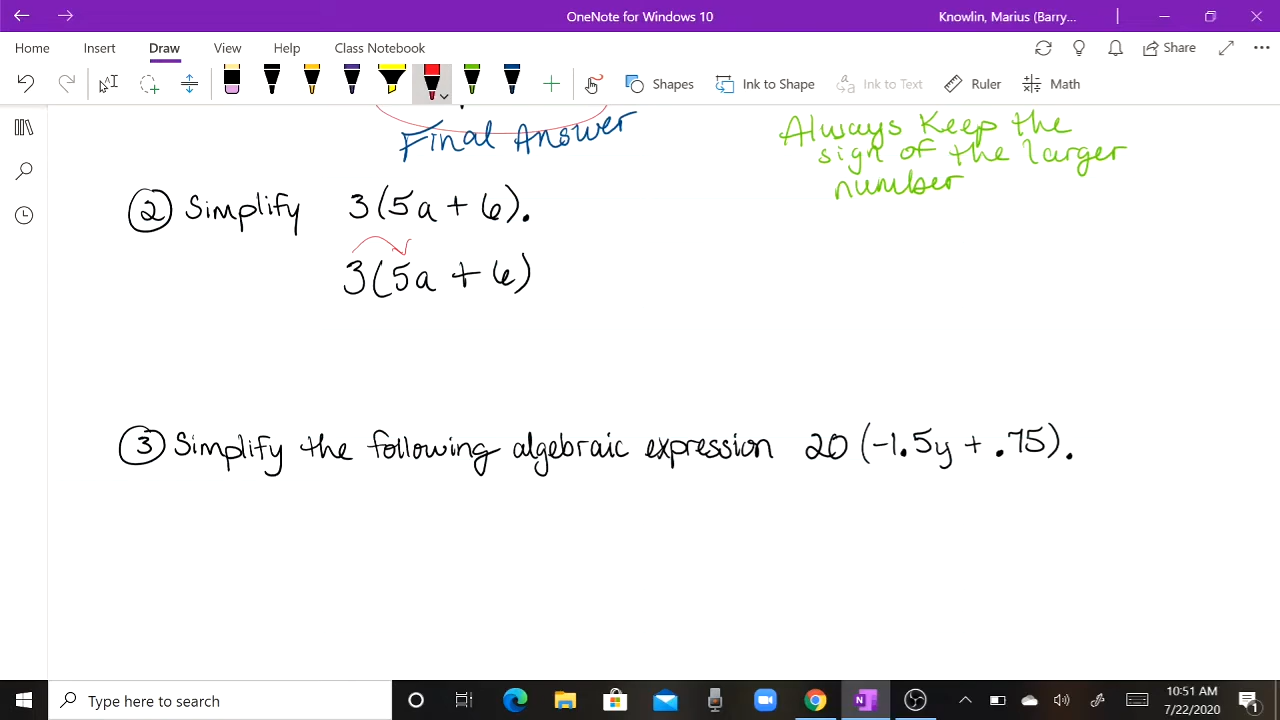 OneNote for Windows 10
Knowlin, Marius (Barry...
Home Insert Draw View Help Class Notebook
Share
Shapes Ink to Shape Ink to Text Ruler Math
Final Answer
Always Keep the
sign of the larger
number
2 Simplify 3(5a + 6).
3(5a + 6)
3 Simplify the following algebraic expression 20(-1.5y + .75).
Type here to search
10:51 AM
7/22/2020
1